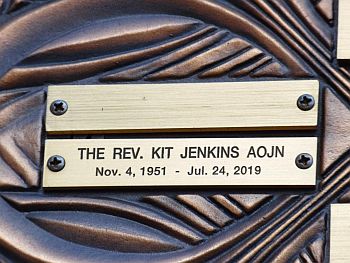 THE REV. KIT JENKINS AOJN
Nov. 4, 1951 - Jul. 24, 2019